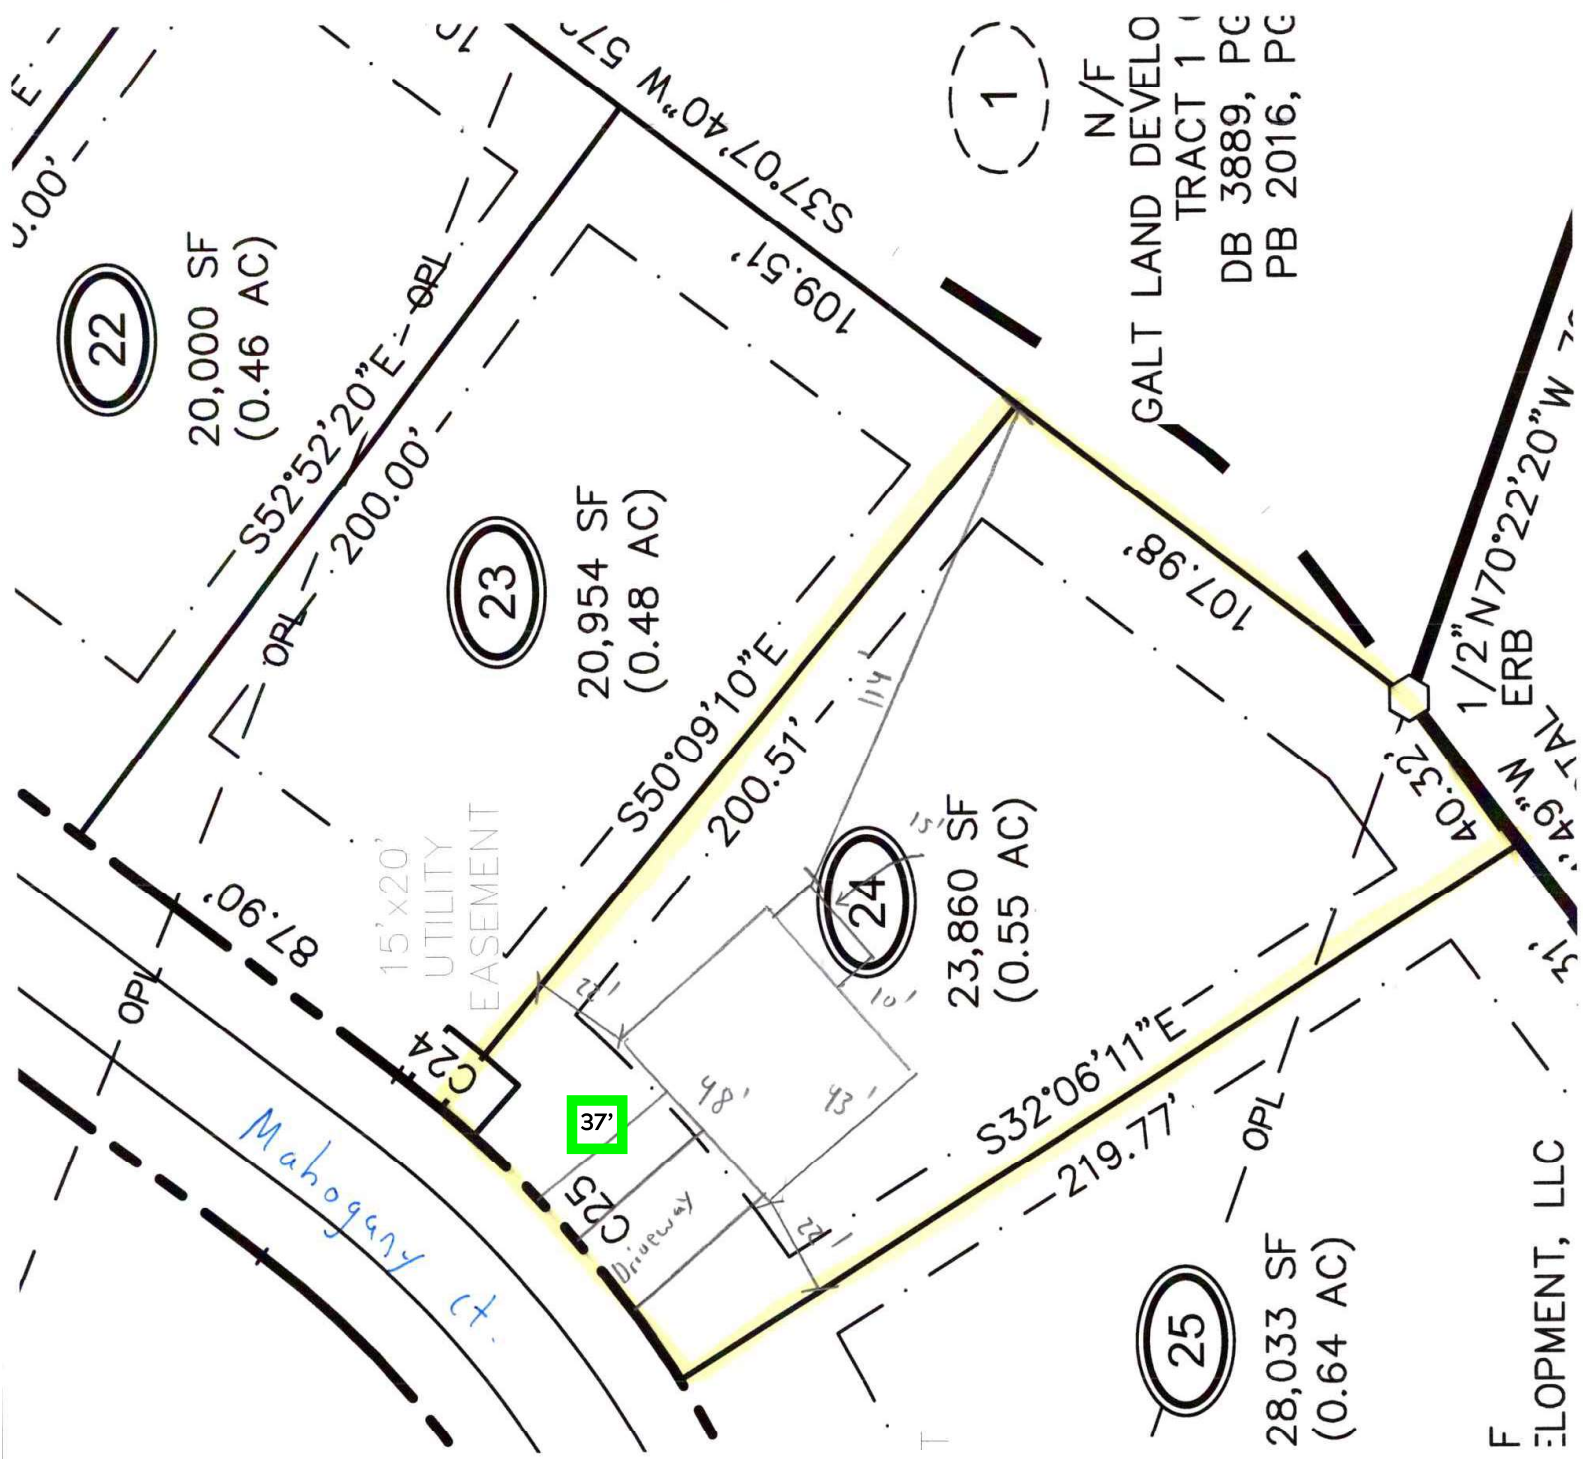 22
20,000 SF
(0.46 AC)
S52°52'20"E
200.00'
OPL
OPL
OPL
S37°07'40"W
109.51'
1
N/F
GALT LAND DEVELO
TRACT 1
DB 3889, PG
PB 2016, PG
23
20,954 SF
(0.48 AC)
87.90'
15'x20'
UTILITY
EASEMENT
S50°09'10"E
200.51'
107.98'
114
1/2"
ERB
N70°22'20"W
40.32'
24
23,860 SF
(0.55 AC)
15'
10'
22'
48'
43'
22'
37'
C24
C25
Driveway
Mahogany Ct.
S32°06'11"E
219.77'
OPL
25
28,033 SF
(0.64 AC)
31'